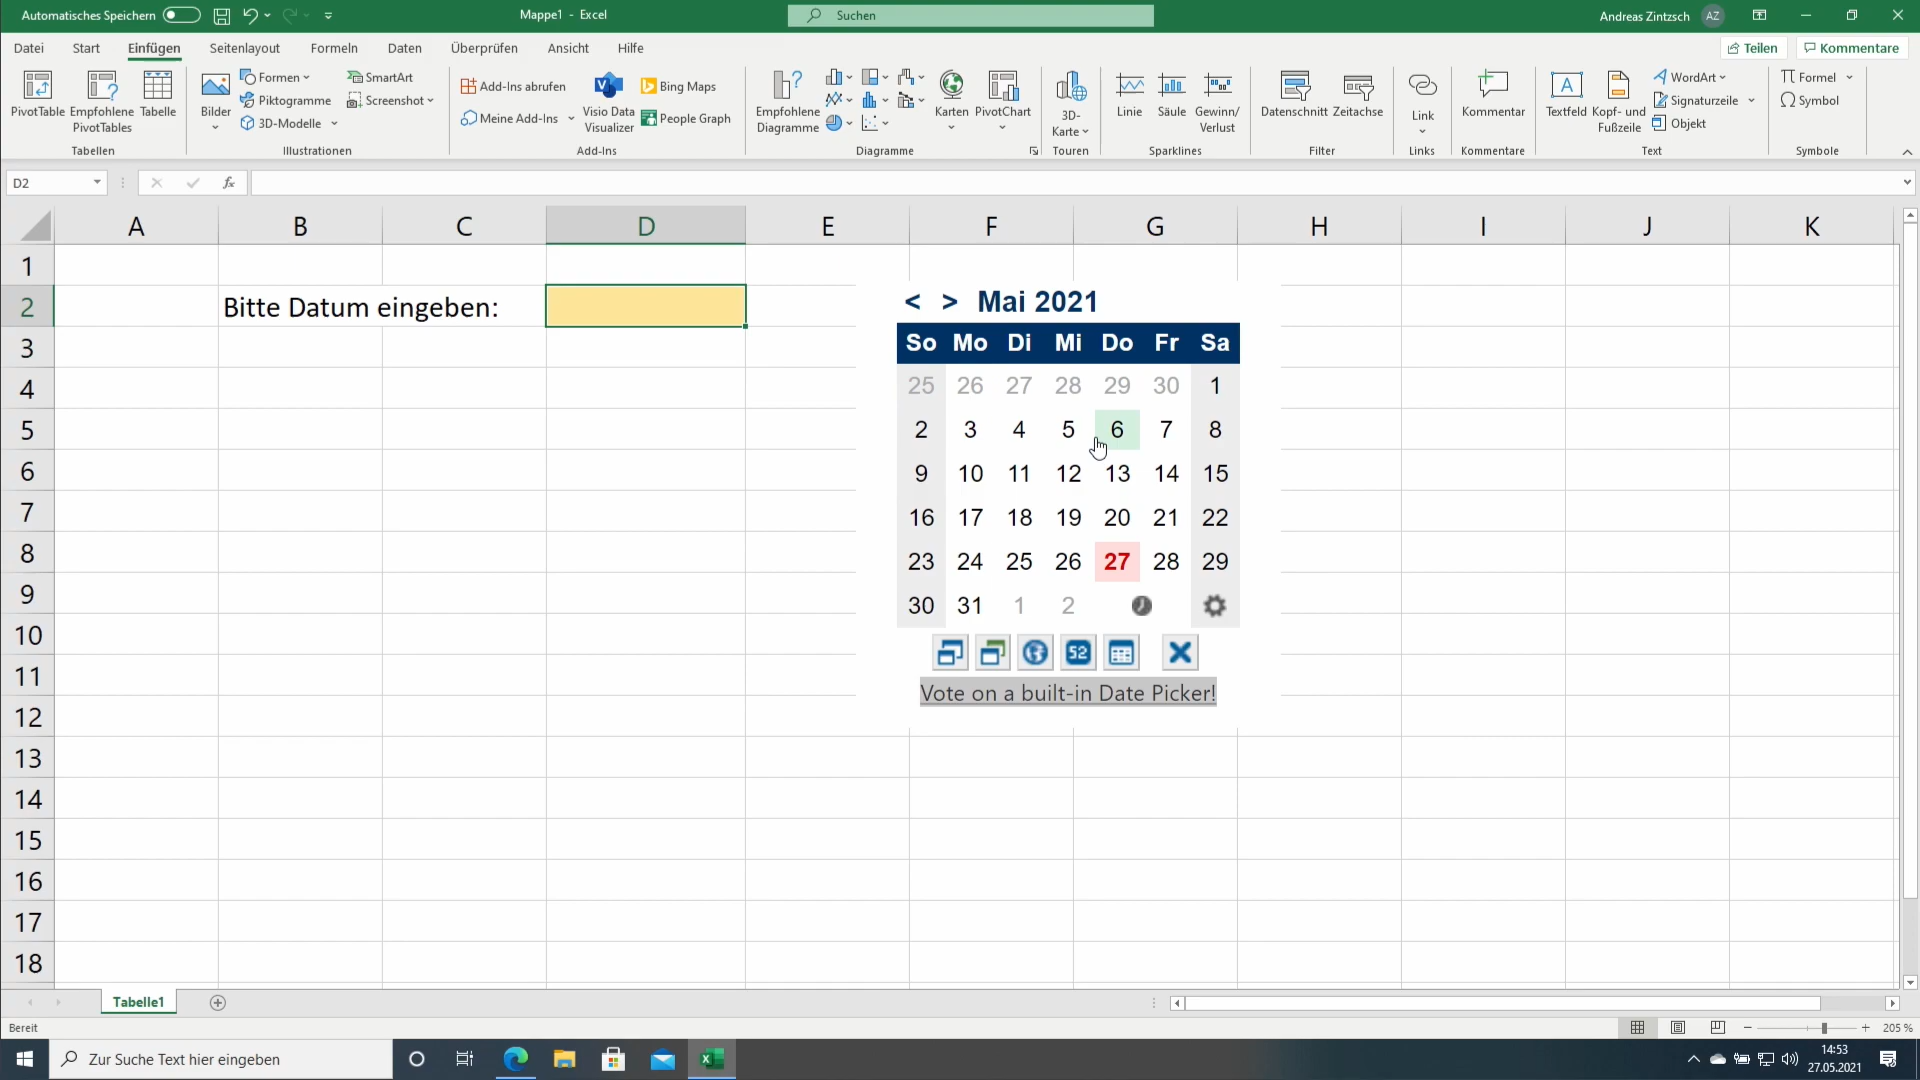 Automatisches Speichern
Mappe1 - Excel
Suchen
Andreas Zintzsch
AZ
Datei Start Einfügen Seitenlayout Formeln Daten Überprüfen Ansicht Hilfe
Teilen
Kommentare
PivotTable
Empfohlene PivotTables
Tabelle
Tabellen
Bilder
Formen
Piktogramme
3D-Modelle
SmartArt
Screenshot
Illustrationen
Add-Ins abrufen
Meine Add-Ins
Visio Data Visualizer
Bing Maps
People Graph
Add-Ins
Empfohlene Diagramme
Karten
PivotChart
Diagramme
3D-Karte
Touren
Linie
Säule
Gewinn/Verlust
Sparklines
Datenschnitt
Zeitachse
Filter
Link
Links
Kommentar
Kommentare
Textfeld
Kopf- und Fußzeile
WordArt
Signaturzeile
Objekt
Text
Formel
Symbol
Symbole
D2
fx
A B C D E F G H I J K
1
2 Bitte Datum eingeben:
3
4
5
6
7
8
9
10
11
12
13
14
15
16
17
18
< > Mai 2021
So Mo Di Mi Do Fr Sa
25 26 27 28 29 30 1
2 3 4 5 6 7 8
9 10 11 12 13 14 15
16 17 18 19 20 21 22
23 24 25 26 27 28 29
30 31 1 2
52
Vote on a built-in Date Picker!
Tabelle1
Bereit
205 %
Zur Suche Text hier eingeben
14:53
27.05.2021